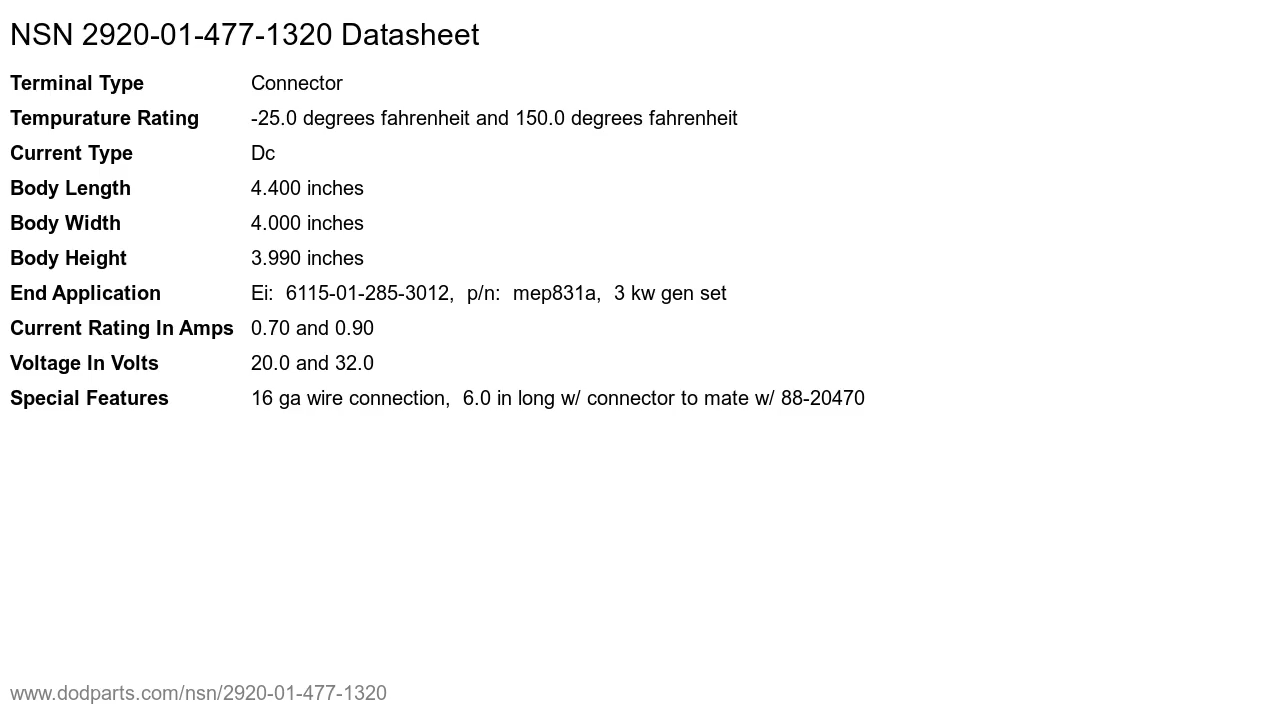 NSN 2920-01-477-1320 Datasheet
Terminal Type Connector
Tempurature Rating -25.0 degrees fahrenheit and 150.0 degrees fahrenheit
Current Type Dc
Body Length 4.400 inches
Body Width 4.000 inches
Body Height 3.990 inches
End Application Ei: 6115-01-285-3012, p/n: mep831a, 3 kw gen set
Current Rating In Amps 0.70 and 0.90
Voltage In Volts 20.0 and 32.0
Special Features 16 ga wire connection, 6.0 in long w/ connector to mate w/ 88-20470
www.dodparts.com/nsn/2920-01-477-1320